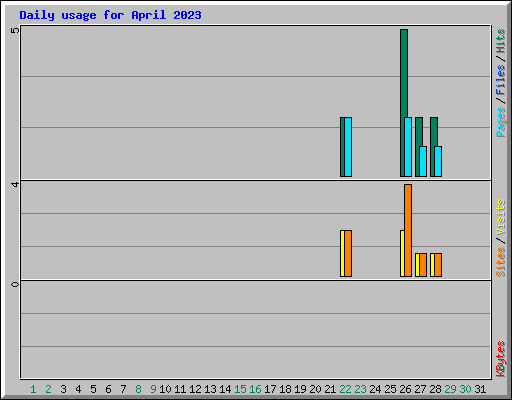 Daily usage for April 2023
5
4
0
Pages/Files/Hits
Sites/Visits
KBytes
1 2 3 4 5 6 7 8 9 10 11 12 13 14 15 16 17 18 19 20 21 22 23 24 25 26 27 28 29 30 31